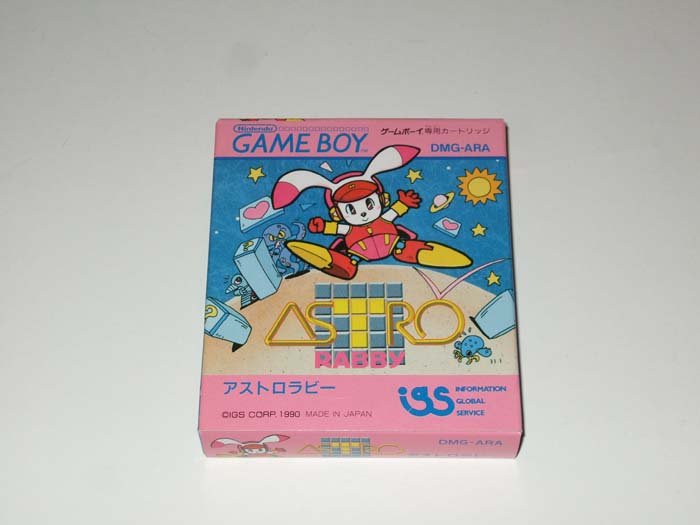 Nintendo
GAME BOY TM
ゲームボーイ専用カートリッジ
DMG-ARA
?
ASTRO
RABBY
アストロラビー
igs INFORMATION
GLOBAL
SERVICE
©IGS CORP. 1990 MADE IN JAPAN
ASTRO
DMG-ARA